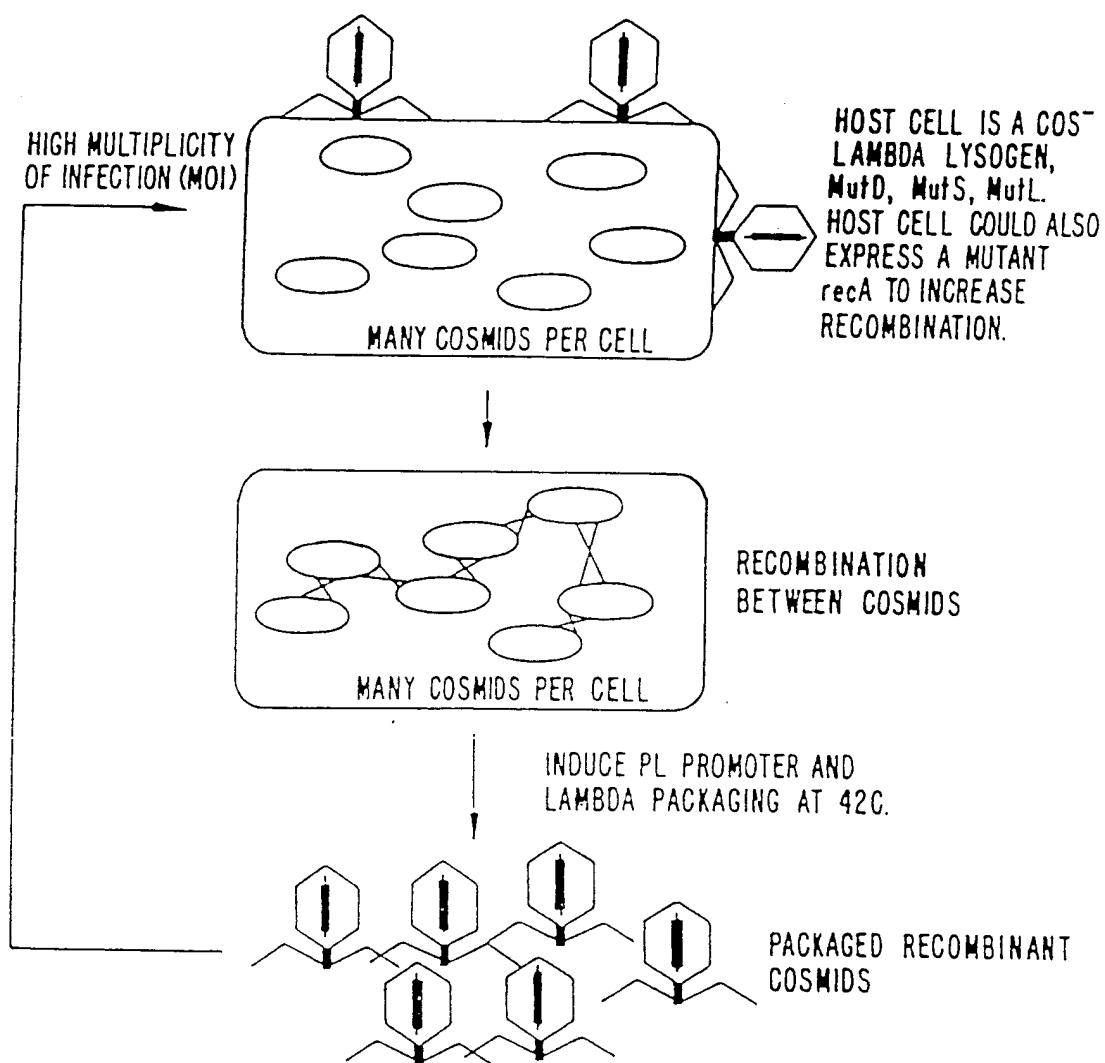 HIGH MULTIPLICITY
OF INFECTION (MOI)
HOST CELL IS A COS⁻
LAMBDA LYSOGEN,
MutD, MutS, MutL.
HOST CELL COULD ALSO
EXPRESS A MUTANT
recA TO INCREASE
RECOMBINATION.
MANY COSMIDS PER CELL
RECOMBINATION
BETWEEN COSMIDS
MANY COSMIDS PER CELL
INDUCE PL PROMOTER AND
LAMBDA PACKAGING AT 42C.
PACKAGED RECOMBINANT
COSMIDS